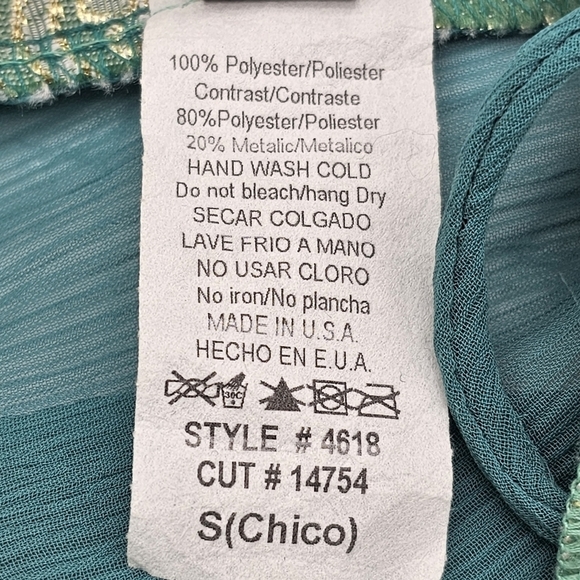 100% Polyester/Poliester
Contrast/Contraste
80%Polyester/Poliester
20% Metalic/Metalico
HAND WASH COLD
Do not bleach/hang Dry
SECAR COLGADO
LAVE FRIO A MANO
NO USAR CLORO
No iron/No plancha
MADE IN U.S.A.
HECHO EN E.U.A.
30C
STYLE # 4618
CUT # 14754
S(Chico)